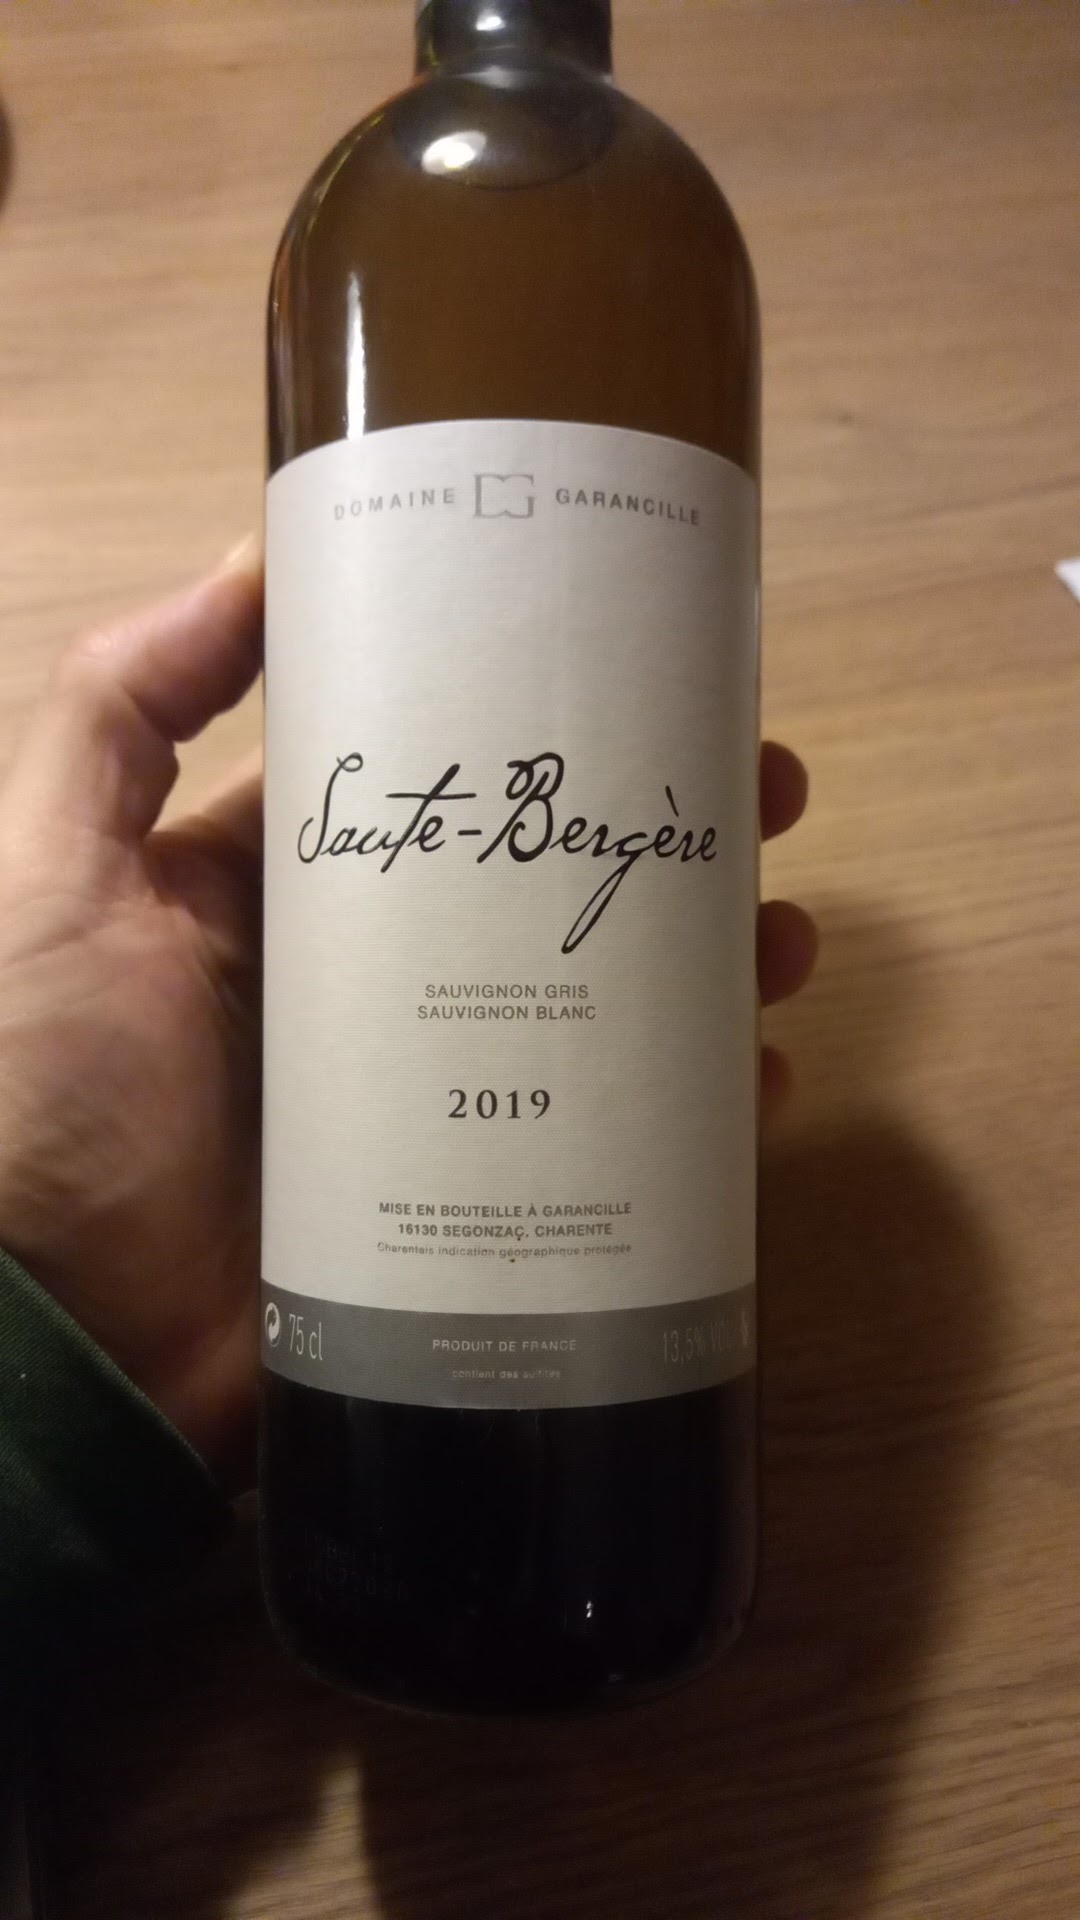 DOMAINE DG GARANCILLE
Saute-Bergère
SAUVIGNON GRIS
SAUVIGNON BLANC
2019
MISE EN BOUTEILLE À GARANCILLE
16130 SEGONZAC, CHARENTE
Charentais indication géographique protégée
75 cl PRODUIT DE FRANCE 13,5% VOL.
contient des sulfites